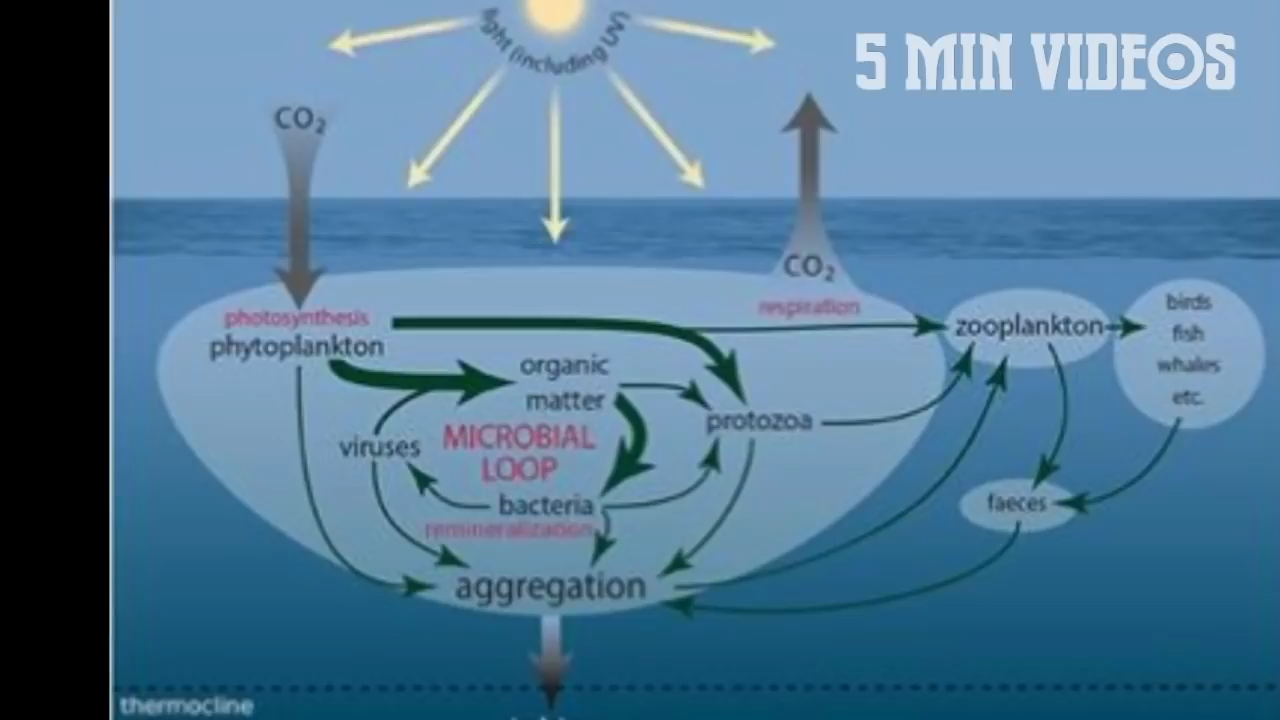 light (including UV)
5 MIN VIDEOS
CO₂
CO₂
photosynthesis
respiration
phytoplankton
zooplankton
birds
fish
whales
etc.
organic
matter
protozoa
viruses
MICROBIAL
LOOP
bacteria
remineralization
faeces
aggregation
thermocline